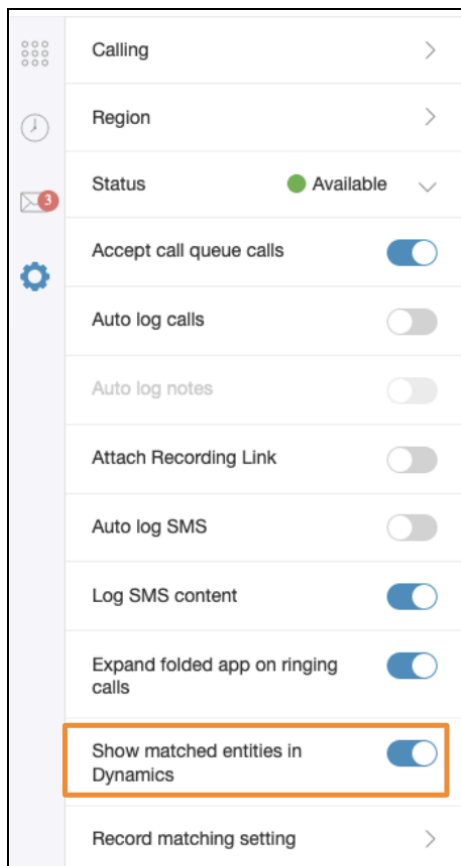 Calling
Region
Status Available
3
Accept call queue calls
Auto log calls
Auto log notes
Attach Recording Link
Auto log SMS
Log SMS content
Expand folded app on ringing
calls
Show matched entities in
Dynamics
Record matching setting